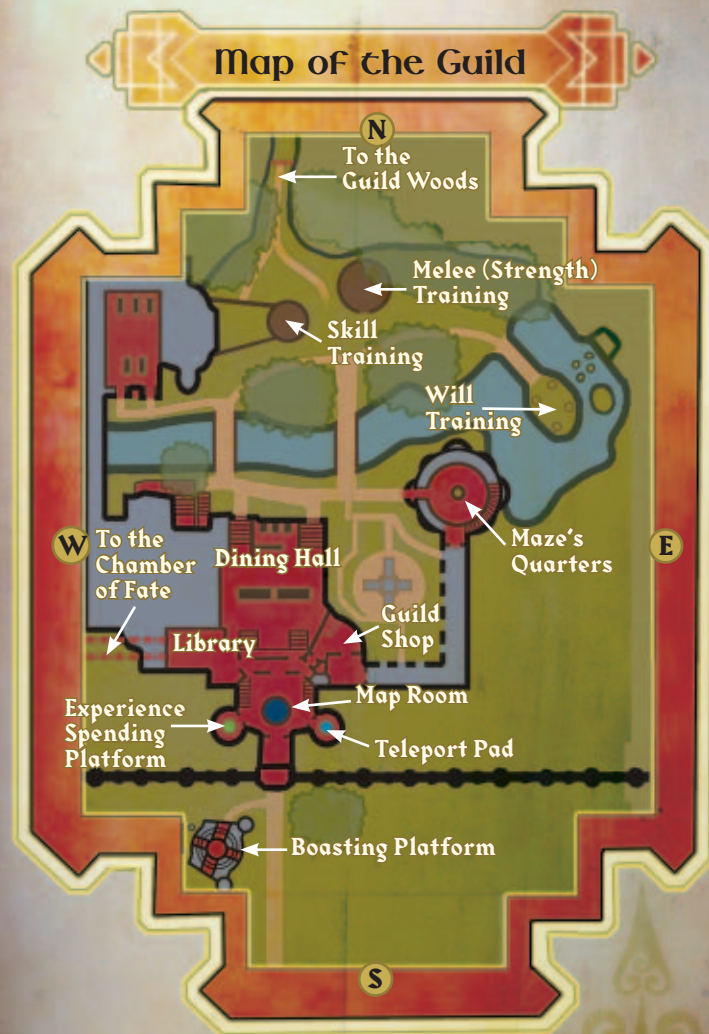 Map of the Guild
N
To the
Guild Woods
Melee (Strength)
Training
Skill
Training
Will
Training
W
To the
Chamber
of Fate
Dining Hall
Maze's
Quarters
E
Guild
Shop
Library
Map Room
Experience
Spending
Platform
Teleport Pad
Boasting Platform
S